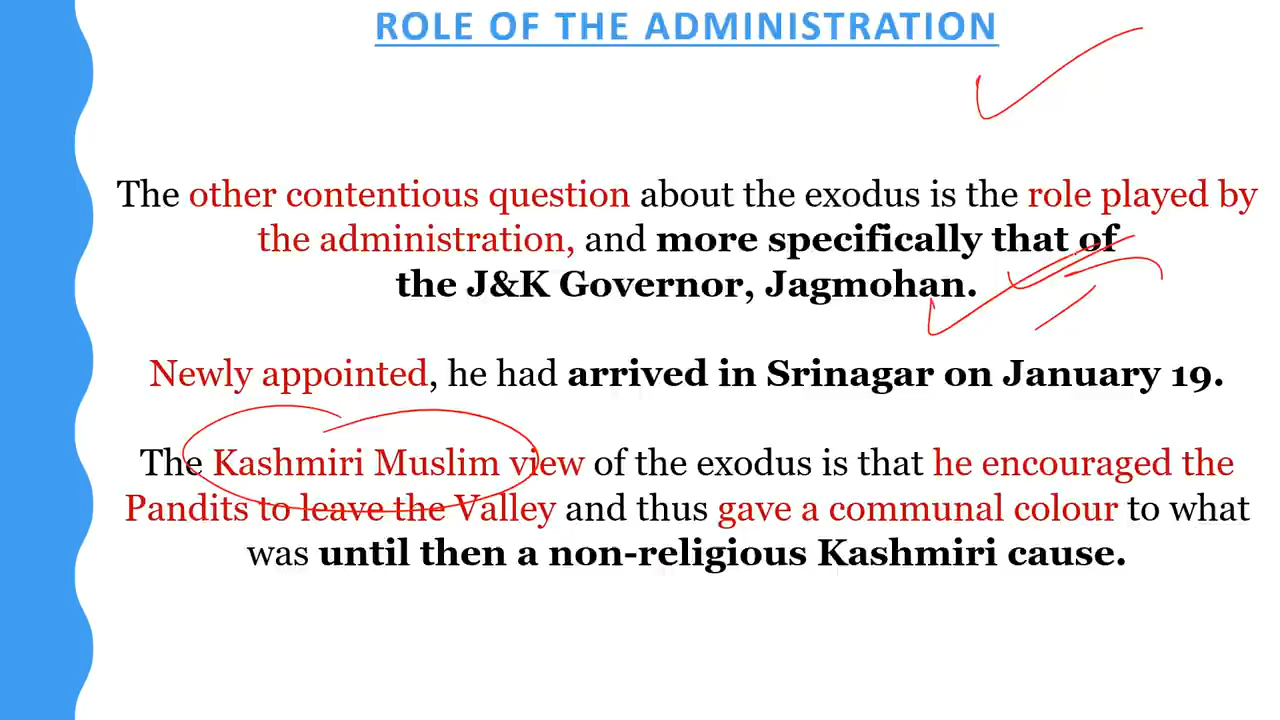 ROLE OF THE ADMINISTRATION
The other contentious question about the exodus is the role played by
the administration, and more specifically that of
the J&K Governor, Jagmohan.
Newly appointed, he had arrived in Srinagar on January 19.
The Kashmiri Muslim view of the exodus is that he encouraged the
Pandits to leave the Valley and thus gave a communal colour to what
was until then a non-religious Kashmiri cause.